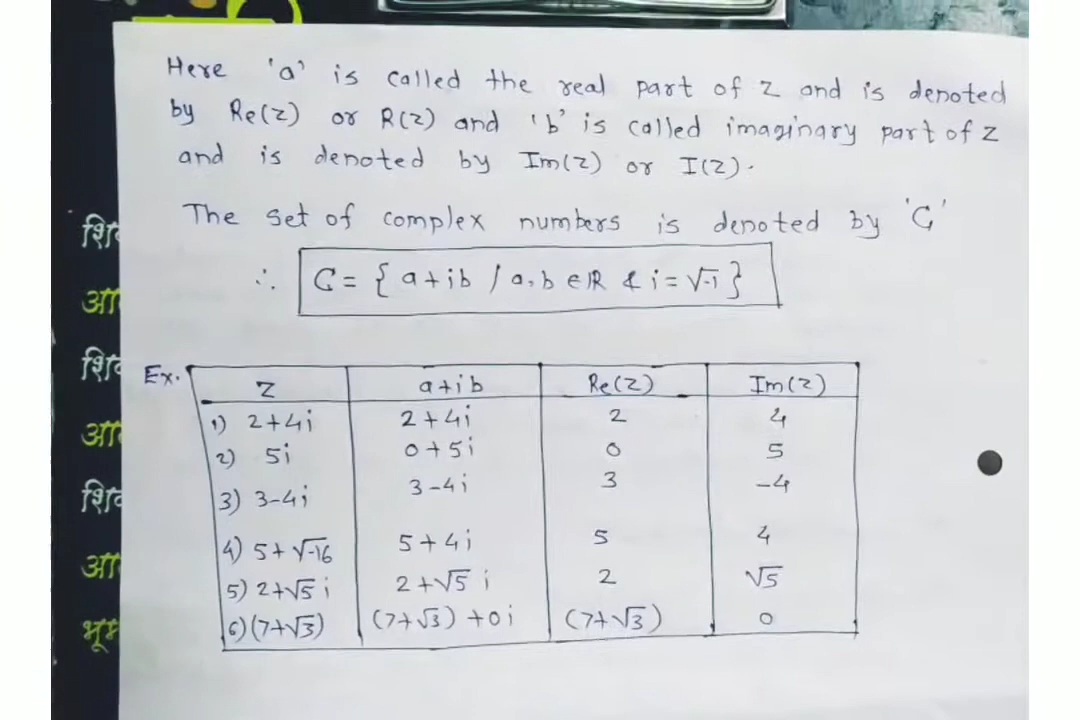 Here 'a' is called the real part of z and is denoted
by Re(z) or R(z) and 'b' is called imaginary part of z
and is denoted by Im(z) or I(z).
The set of complex numbers is denoted by 'C'
∴ C = { a+ib / a,b ∈ R & i = √-1 }
Ex.
z a+ib Re(z) Im(z)
1) 2+4i 2+4i 2 4
2) 5i 0+5i 0 5
3) 3-4i 3-4i 3 -4
4) 5+√-16 5+4i 5 4
5) 2+√5 i 2+√5 i 2 √5
6) (7+√3) (7+√3)+0i (7+√3) 0